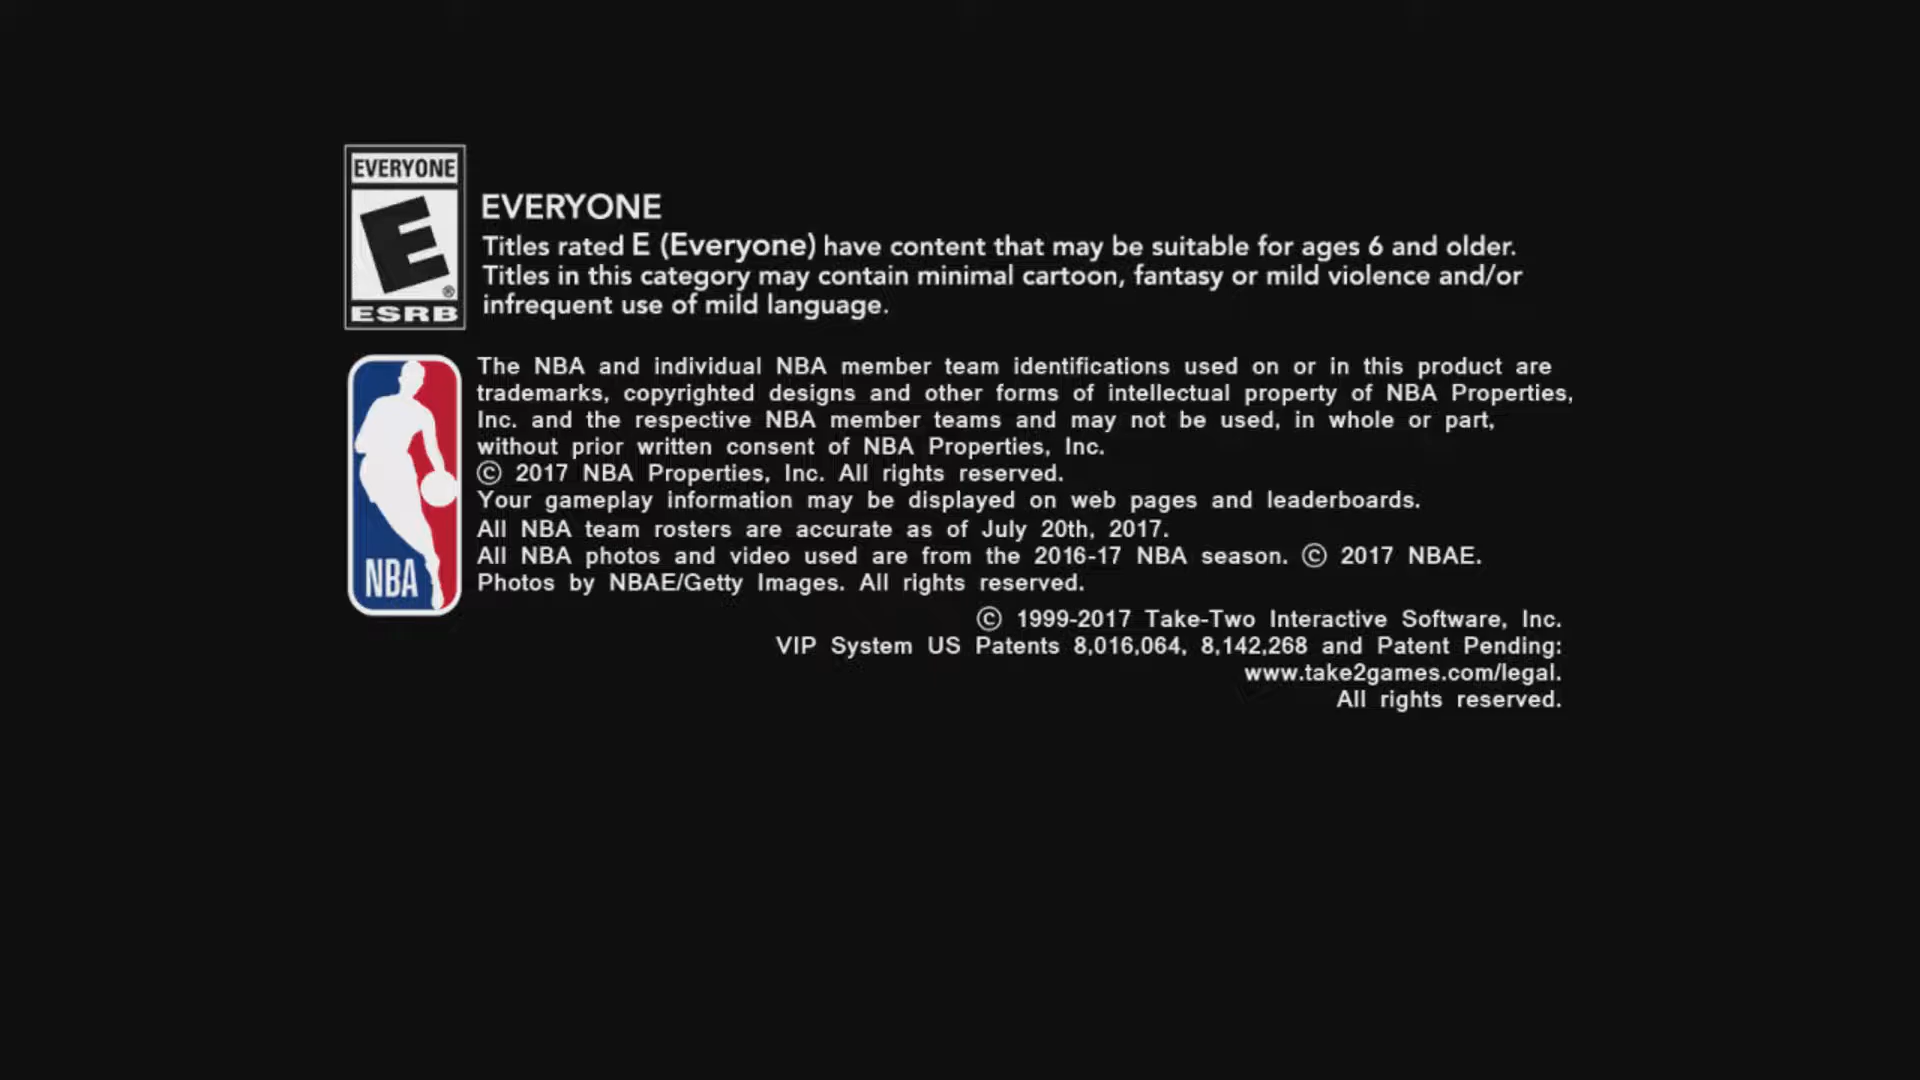 EVERYONE
E
®
ESRB
EVERYONE
Titles rated E (Everyone) have content that may be suitable for ages 6 and older.
Titles in this category may contain minimal cartoon, fantasy or mild violence and/or
infrequent use of mild language.
NBA
The NBA and individual NBA member team identifications used on or in this product are
trademarks, copyrighted designs and other forms of intellectual property of NBA Properties,
Inc. and the respective NBA member teams and may not be used, in whole or part,
without prior written consent of NBA Properties, Inc.
© 2017 NBA Properties, Inc. All rights reserved.
Your gameplay information may be displayed on web pages and leaderboards.
All NBA team rosters are accurate as of July 20th, 2017.
All NBA photos and video used are from the 2016-17 NBA season. © 2017 NBAE.
Photos by NBAE/Getty Images. All rights reserved.
© 1999-2017 Take-Two Interactive Software, Inc.
VIP System US Patents 8,016,064, 8,142,268 and Patent Pending:
www.take2games.com/legal.
All rights reserved.